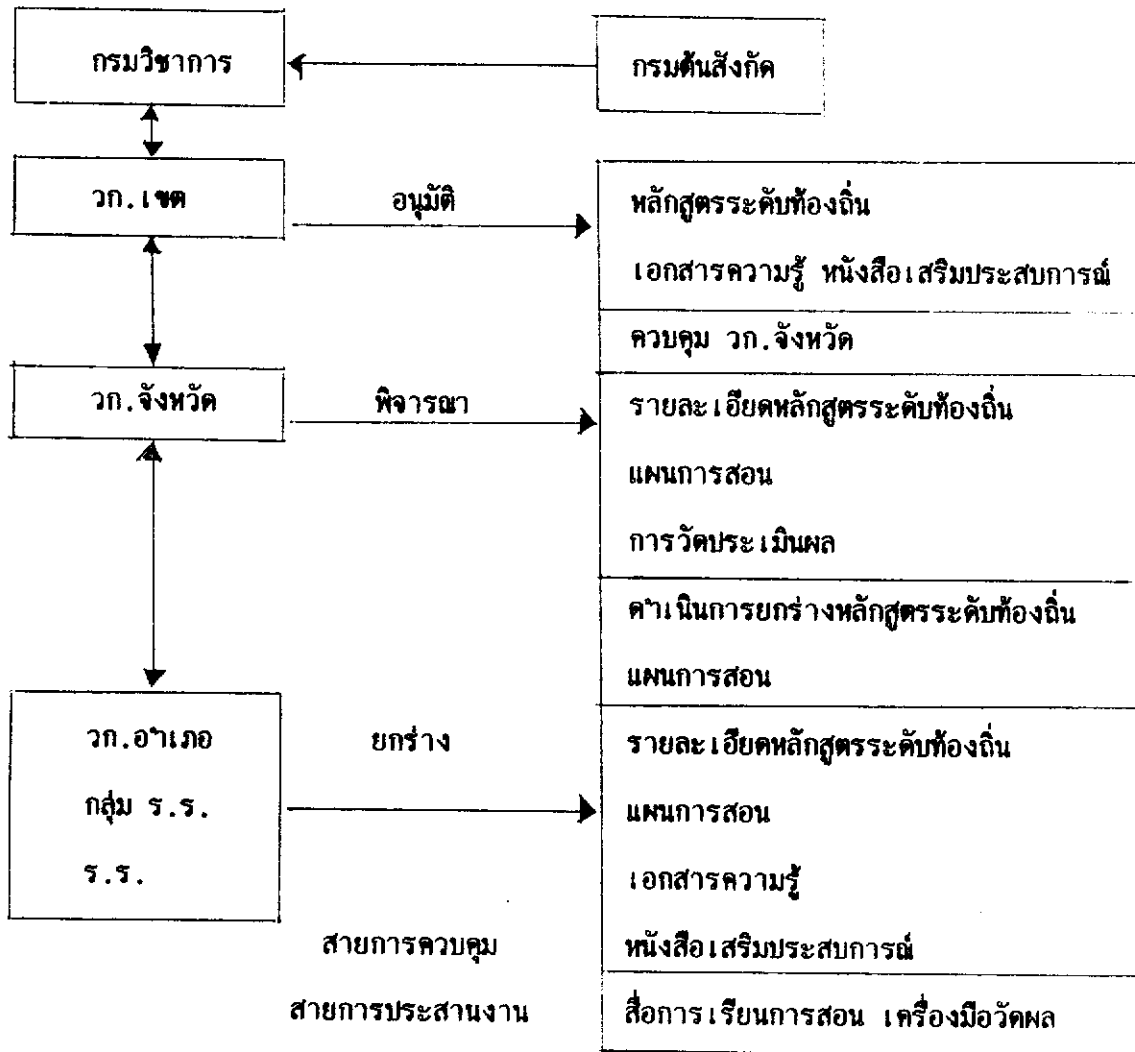 กรมวิชาการ
กรมต้นสังกัด
วก.เขต
อนุมัติ
หลักสูตรระดับท้องถิ่น
เอกสารความรู้ หนังสือเสริมประสบการณ์
ควบคุม วก.จังหวัด
วก.จังหวัด
พิจารณา
รายละเอียดหลักสูตรระดับท้องถิ่น
แผนการสอน
การวัดประเมินผล
ดำเนินการยกร่างหลักสูตรระดับท้องถิ่น
แผนการสอน
วก.อำเภอ
กลุ่ม ร.ร.
ร.ร.
ยกร่าง
รายละเอียดหลักสูตรระดับท้องถิ่น
แผนการสอน
เอกสารความรู้
หนังสือเสริมประสบการณ์
สายการควบคุม
สายการประสานงาน
สื่อการเรียนการสอน เครื่องมือวัดผล